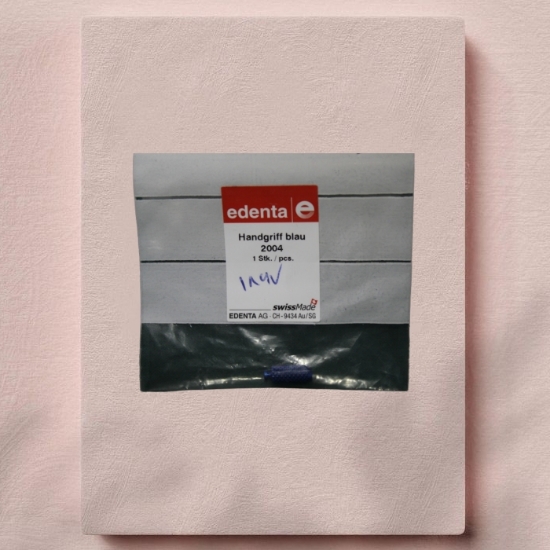 edenta e
Handgriff blau
2004
1 Stk. / pcs.
swissMade
EDENTA AG · CH - 9434 Au / SG